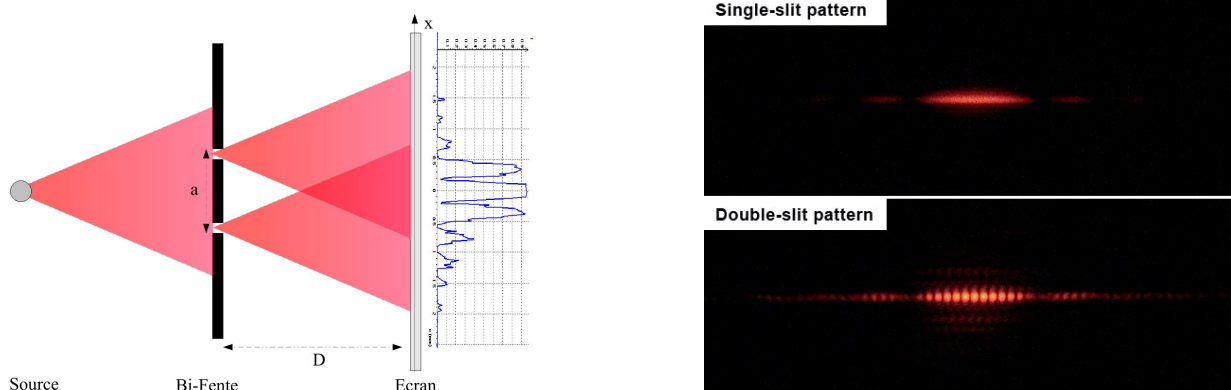 x
a
D
Source
Bi-Fente
Ecran
Single-slit pattern
Double-slit pattern